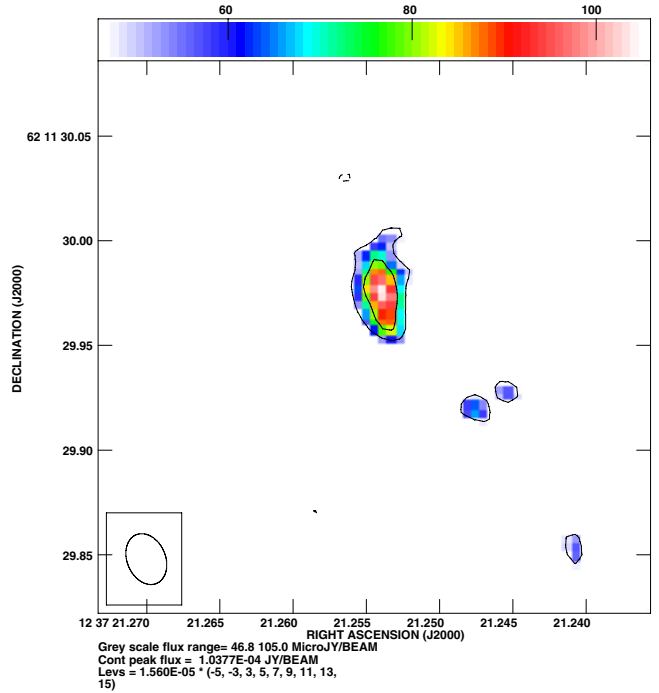 60 80 100
62 11 30.05
30.00
29.95
29.90
29.85
DECLINATION (J2000)
12 37 21.270 21.265 21.260 21.255 21.250 21.245 21.240
RIGHT ASCENSION (J2000)
Grey scale flux range= 46.8 105.0 MicroJY/BEAM
Cont peak flux = 1.0377E-04 JY/BEAM
Levs = 1.560E-05 * (-5, -3, 3, 5, 7, 9, 11, 13,
15)